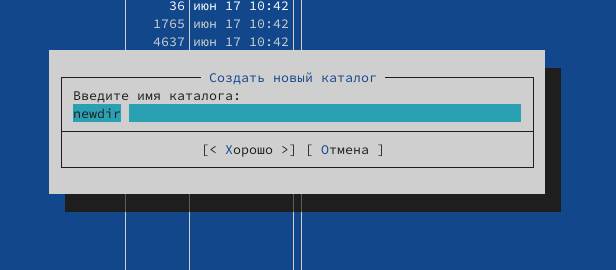 36 июн 17 10:42
1765 июн 17 10:42
4637 июн 17 10:42
Создать новый каталог
Введите имя каталога:
newdir
[< Хорошо >] [ Отмена ]